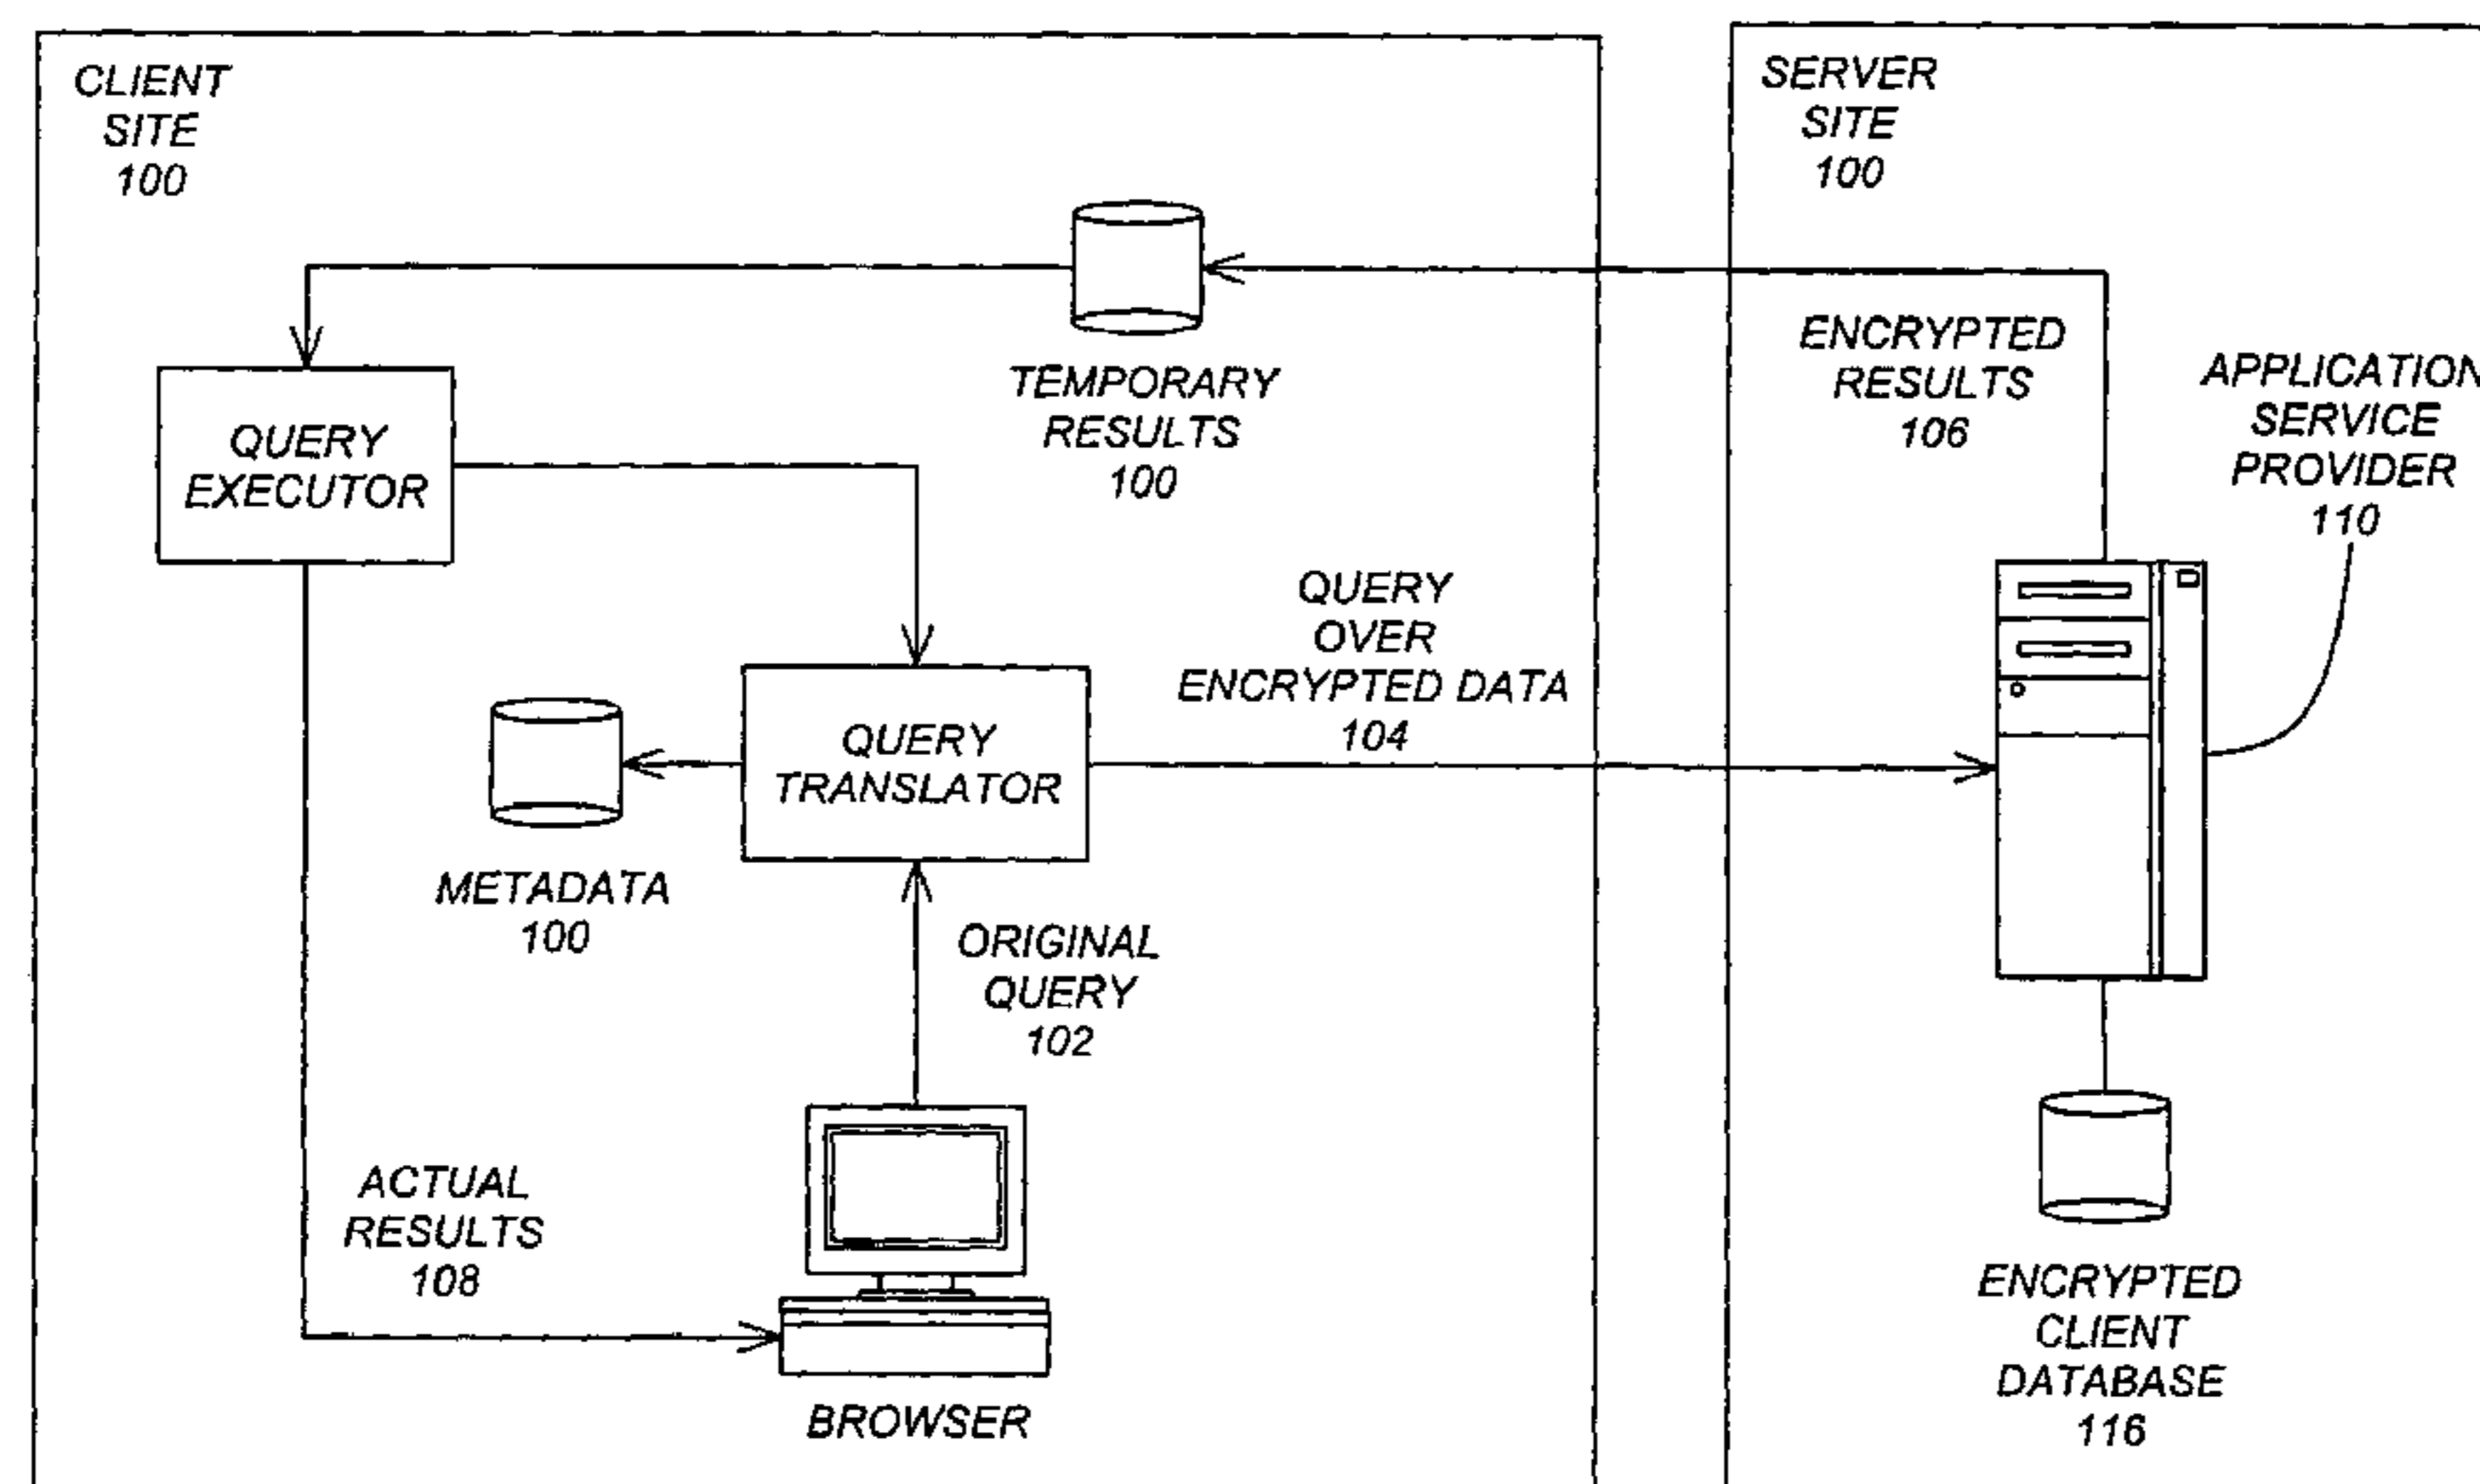 CLIENT
SITE
100
SERVER
SITE
100
TEMPORARY
RESULTS
100
ENCRYPTED
RESULTS
106
APPLICATION
SERVICE
PROVIDER
110
QUERY
EXECUTOR
QUERY
OVER
ENCRYPTED DATA
104
QUERY
TRANSLATOR
METADATA
100
ORIGINAL
QUERY
102
ACTUAL
RESULTS
108
BROWSER
ENCRYPTED
CLIENT
DATABASE
116